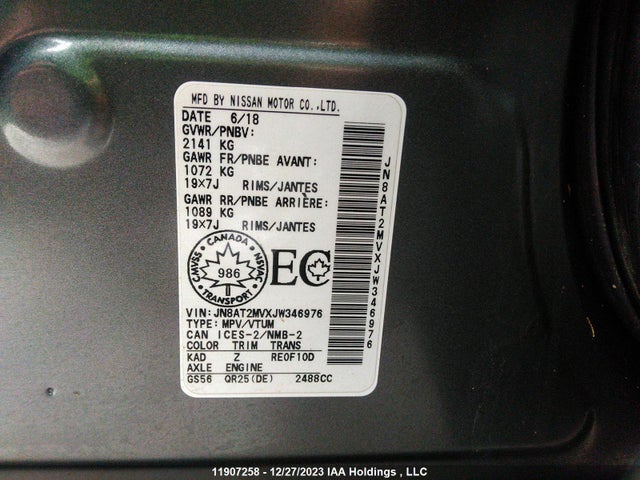 MFD BY NISSAN MOTOR CO.,LTD.
DATE 6/18
GVWR/PNBV:
2141 KG
GAWR FR/PNBE AVANT:
1072 KG
19×7J RIMS/JANTES
GAWR RR/PNBE ARRIÈRE:
1089 KG
19×7J RIMS/JANTES
CANADA
CMVSS 986 NSVAC
TRANSPORT
EC
VIN:JN8AT2MVXJW346976
TYPE:MPV/VTUM
CAN ICES-2/NMB-2
COLOR TRIM TRANS
KAD Z RE0F10D
AXLE ENGINE
GS56 QR25(DE) 2488CC
JN8AT2MVXJW346976
11907258 - 12/27/2023 IAA Holdings , LLC